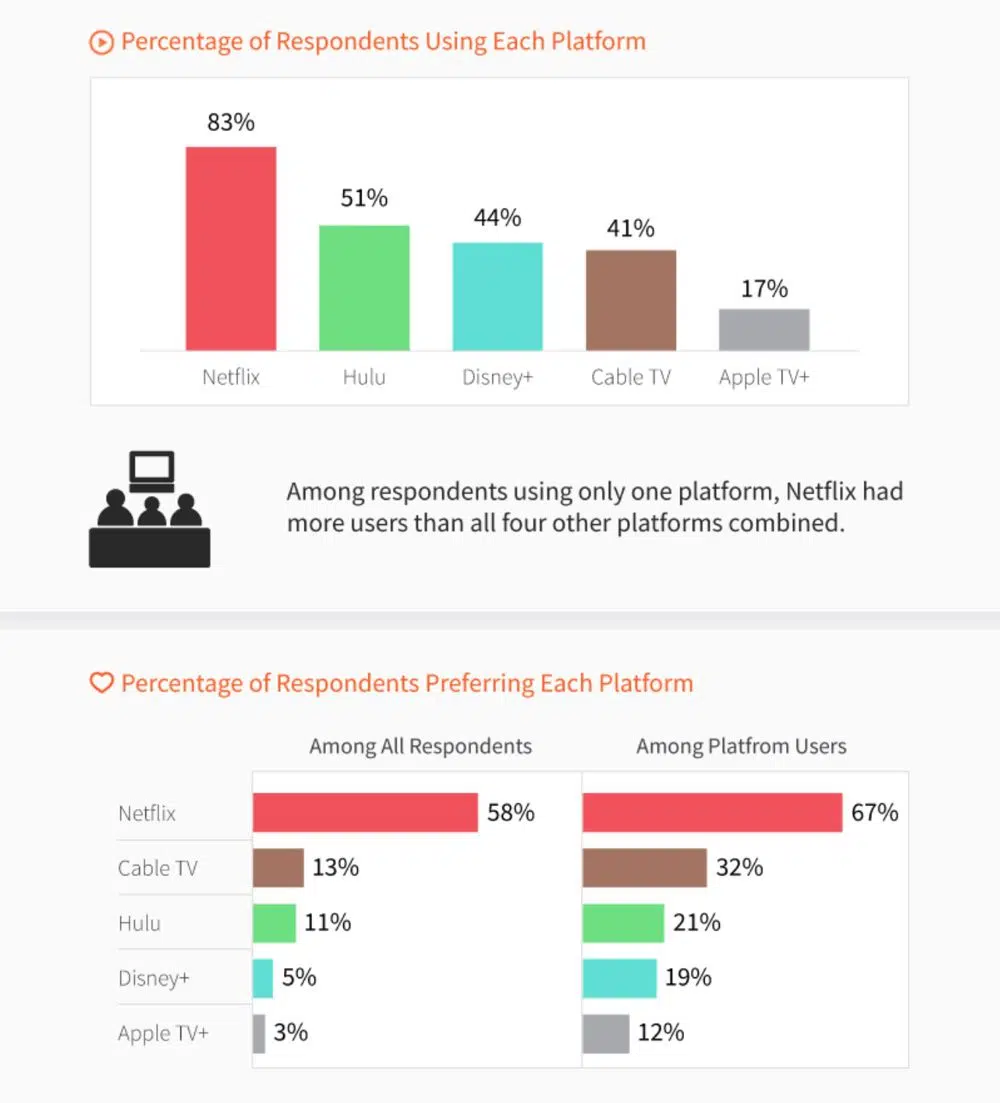 Percentage of Respondents Using Each Platform
83%
51%
44%
41%
17%
Netflix
Hulu
Disney+
Cable TV
Apple TV+
Among respondents using only one platform, Netflix had
more users than all four other platforms combined.
Percentage of Respondents Preferring Each Platform
Among All Respondents
Among Platfrom Users
Netflix
58%
67%
Cable TV
13%
32%
Hulu
11%
21%
Disney+
5%
19%
Apple TV+
3%
12%